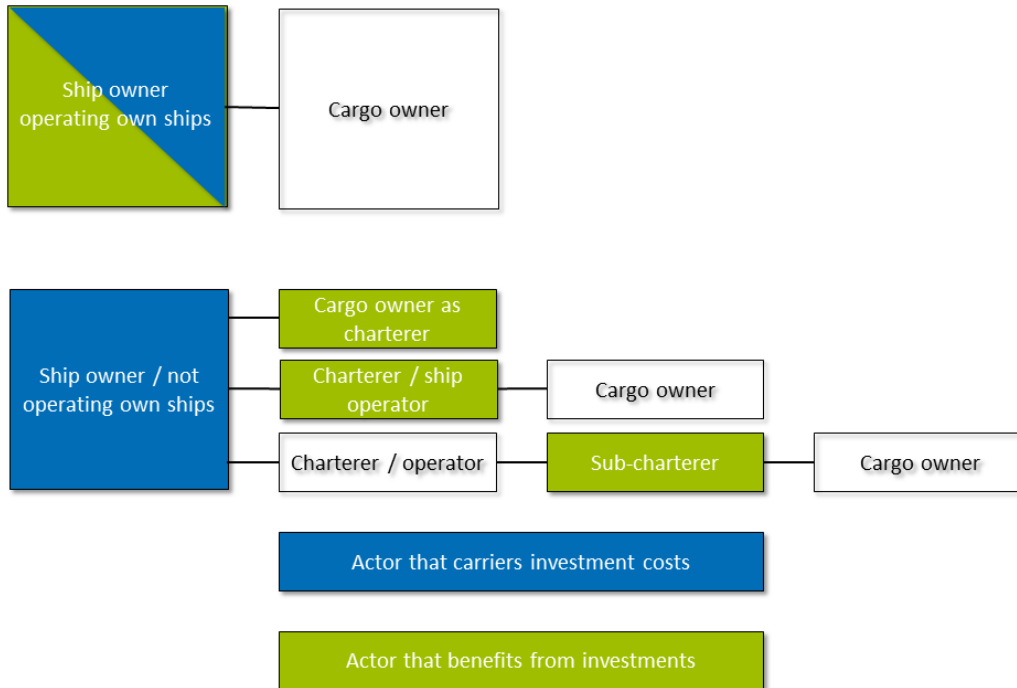 Ship owner
operating own ships
Cargo owner
Ship owner / not
operating own ships
Cargo owner as
charterer
Charterer / ship
operator
Cargo owner
Charterer / operator
Sub-charterer
Cargo owner
Actor that carriers investment costs
Actor that benefits from investments